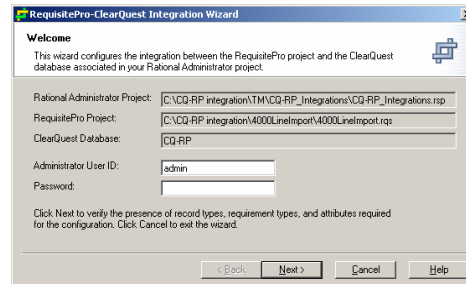 RequisitePro-ClearQuest Integration Wizard
Welcome
This wizard configures the integration between the RequisitePro project and the ClearQuest
database associated in your Rational Administrator project.
Rational Administrator Project: C:\CQ-RP integration\TM\CQ-RP_Integrations\CQ-RP_Integrations.rsp
RequisitePro Project: C:\CQ-RP integration\4000LineImport\4000LineImport.rqs
ClearQuest Database: CQ-RP
Administrator User ID: admin
Password:
Click Next to verify the presence of record types, requirement types, and attributes required
for the configuration. Click Cancel to exit the wizard.
< Back Next > Cancel Help